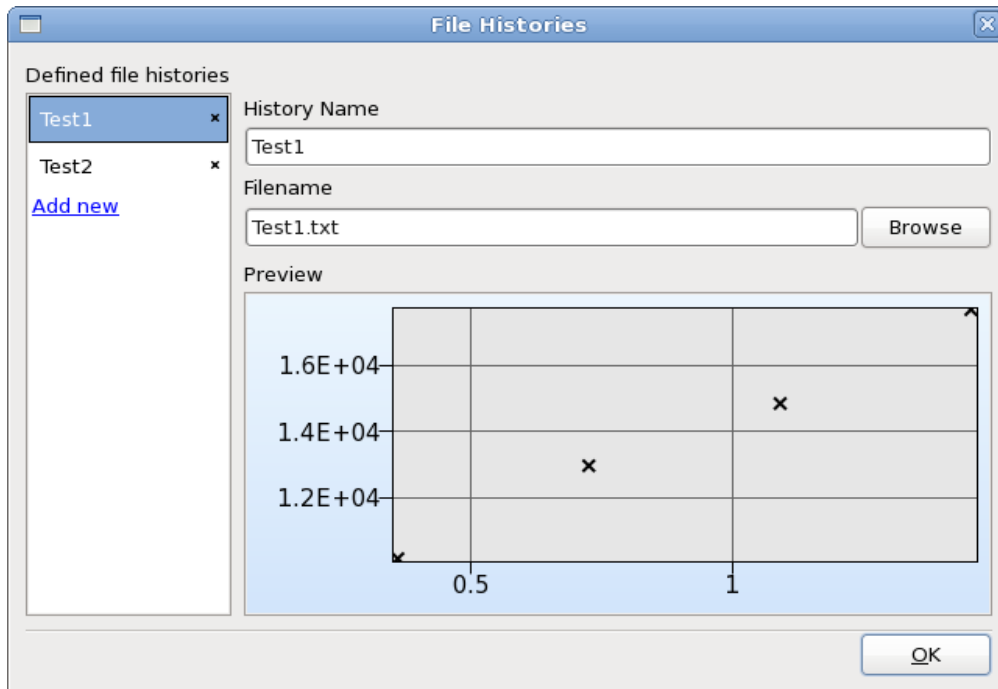 File Histories
Defined file histories
Test1
Test2
Add new
History Name
Test1
Filename
Test1.txt
Browse
Preview
1.6E+04
1.4E+04
1.2E+04
0.5 1
OK